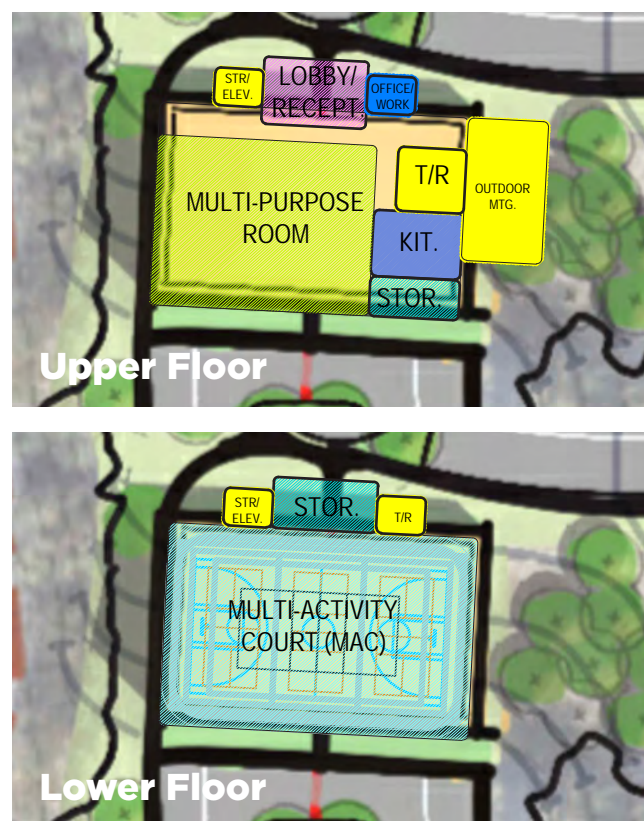 STR/
ELEV.
LOBBY/
RECEPT.
OFFICE/
WORK
MULTI-PURPOSE
ROOM
T/R
OUTDOOR
MTG.
KIT.
STOR.
Upper Floor
STR/
ELEV.
STOR.
T/R
MULTI-ACTIVITY
COURT (MAC)
Lower Floor